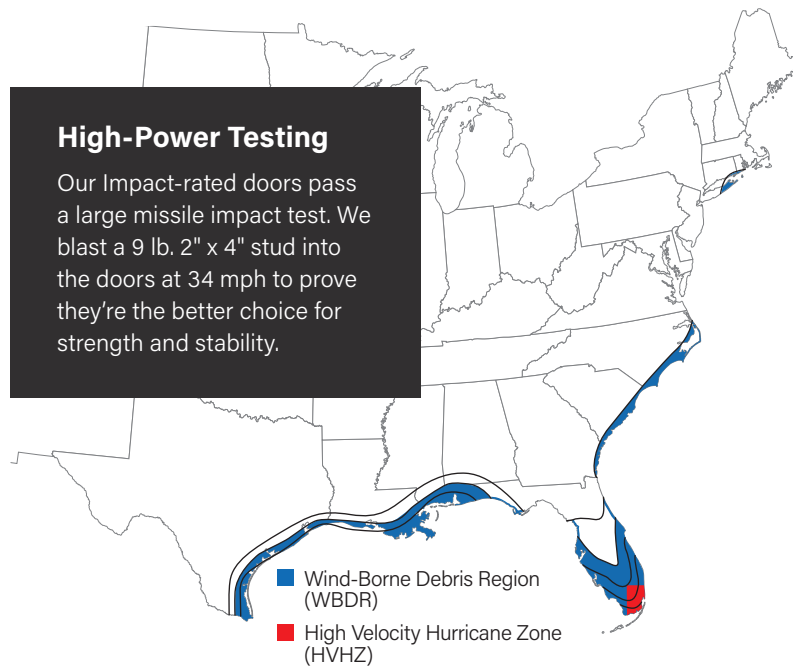 High-Power Testing
Our Impact-rated doors pass
a large missile impact test. We
blast a 9 lb. 2" x 4" stud into
the doors at 34 mph to prove
they’re the better choice for
strength and stability.
Wind-Borne Debris Region
(WBDR)
High Velocity Hurricane Zone
(HVHZ)